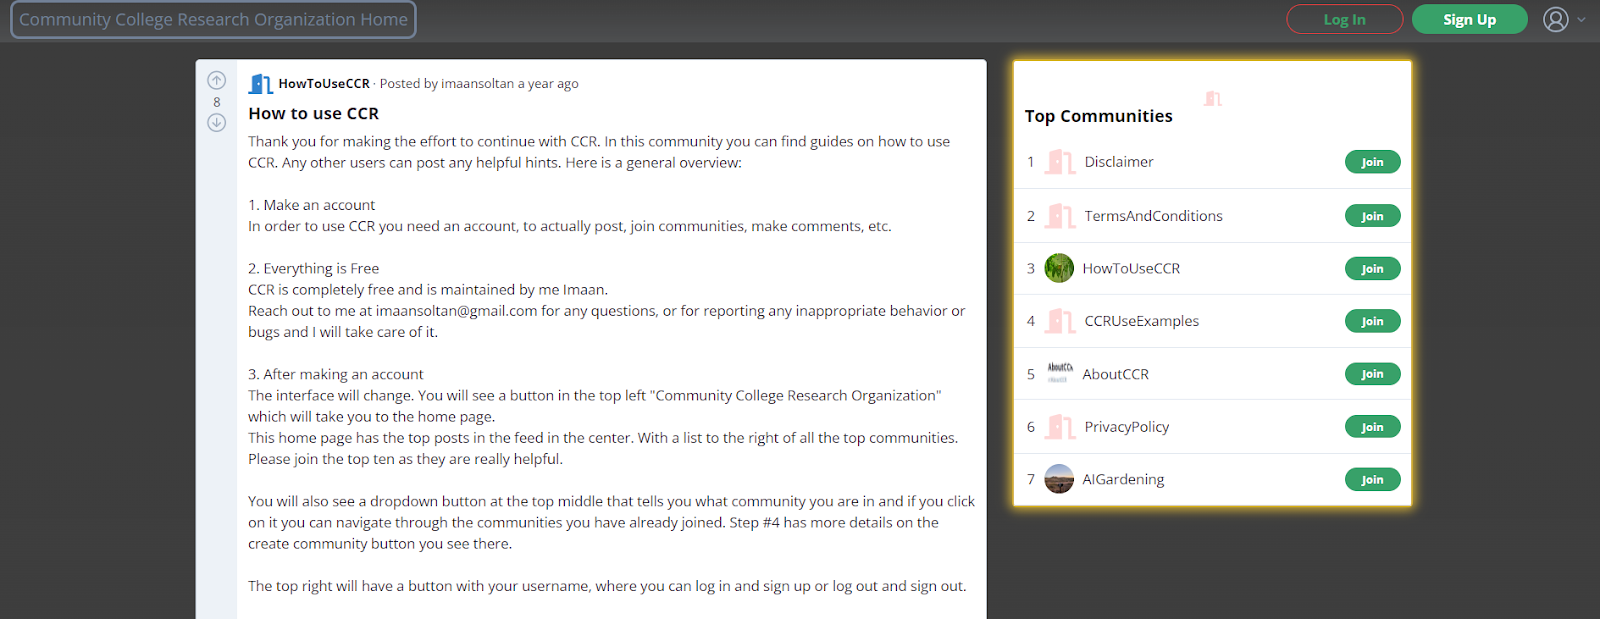 Community College Research Organization Home
Log In
Sign Up
8
HowToUseCCR · Posted by imaansoltan a year ago
How to use CCR
Thank you for making the effort to continue with CCR. In this community you can find guides on how to use
CCR. Any other users can post any helpful hints. Here is a general overview:
1. Make an account
In order to use CCR you need an account, to actually post, join communities, make comments, etc.
2. Everything is Free
CCR is completely free and is maintained by me Imaan.
Reach out to me at imaansoltan@gmail.com for any questions, or for reporting any inappropriate behavior or
bugs and I will take care of it.
3. After making an account
The interface will change. You will see a button in the top left "Community College Research Organization"
which will take you to the home page.
This home page has the top posts in the feed in the center. With a list to the right of all the top communities.
Please join the top ten as they are really helpful.
You will also see a dropdown button at the top middle that tells you what community you are in and if you click
on it you can navigate through the communities you have already joined. Step #4 has more details on the
create community button you see there.
The top right will have a button with your username, where you can log in and sign up or log out and sign out.
Top Communities
1 Disclaimer Join
2 TermsAndConditions Join
3 HowToUseCCR Join
4 CCRUseExamples Join
5 AboutCCR Join
6 PrivacyPolicy Join
7 AIGardening Join